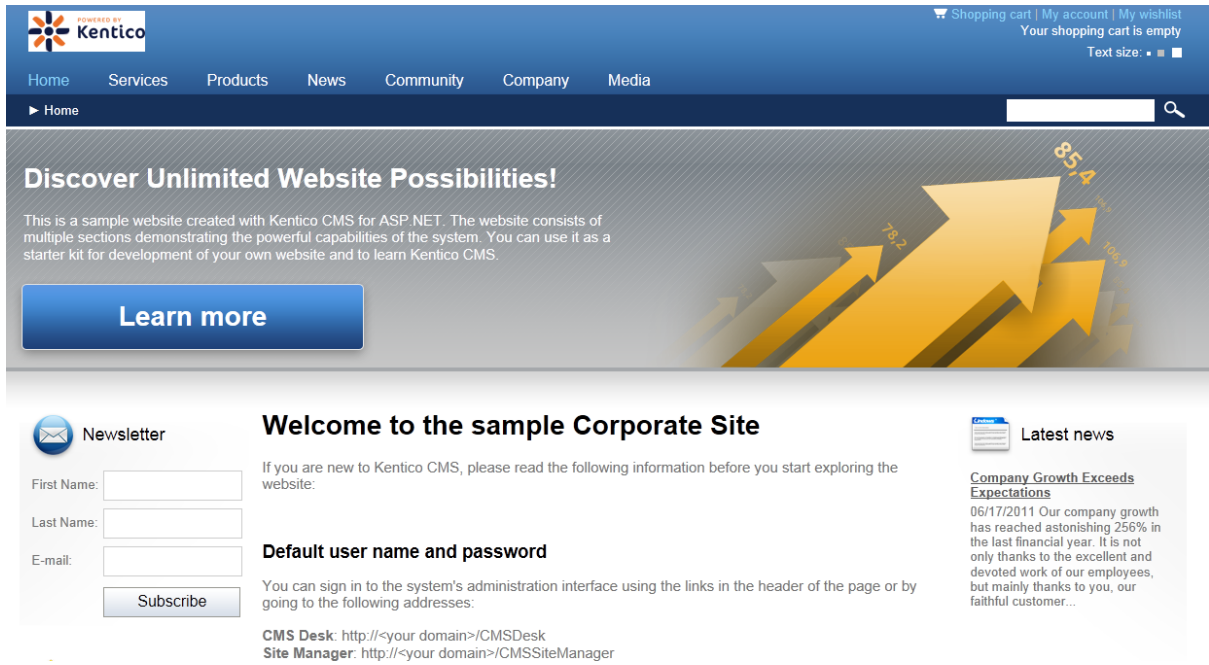 POWERED BY
Kentico
Shopping cart | My account | My wishlist
Your shopping cart is empty
Text size:
Home Services Products News Community Company Media
► Home
Discover Unlimited Website Possibilities!
This is a sample website created with Kentico CMS for ASP.NET. The website consists of
multiple sections demonstrating the powerful capabilities of the system. You can use it as a
starter kit for development of your own website and to learn Kentico CMS.
Learn more
85,4
78,2
106,9
Newsletter
First Name:
Last Name:
E-mail:
Subscribe
Welcome to the sample Corporate Site
If you are new to Kentico CMS, please read the following information before you start exploring the
website:
Default user name and password
You can sign in to the system's administration interface using the links in the header of the page or by
going to the following addresses:
CMS Desk: http://<your domain>/CMSDesk
Site Manager: http://<your domain>/CMSSiteManager
Latest news
Company Growth Exceeds
Expectations
06/17/2011 Our company growth
has reached astonishing 256% in
the last financial year. It is not
only thanks to the excellent and
devoted work of our employees,
but mainly thanks to you, our
faithful customer...